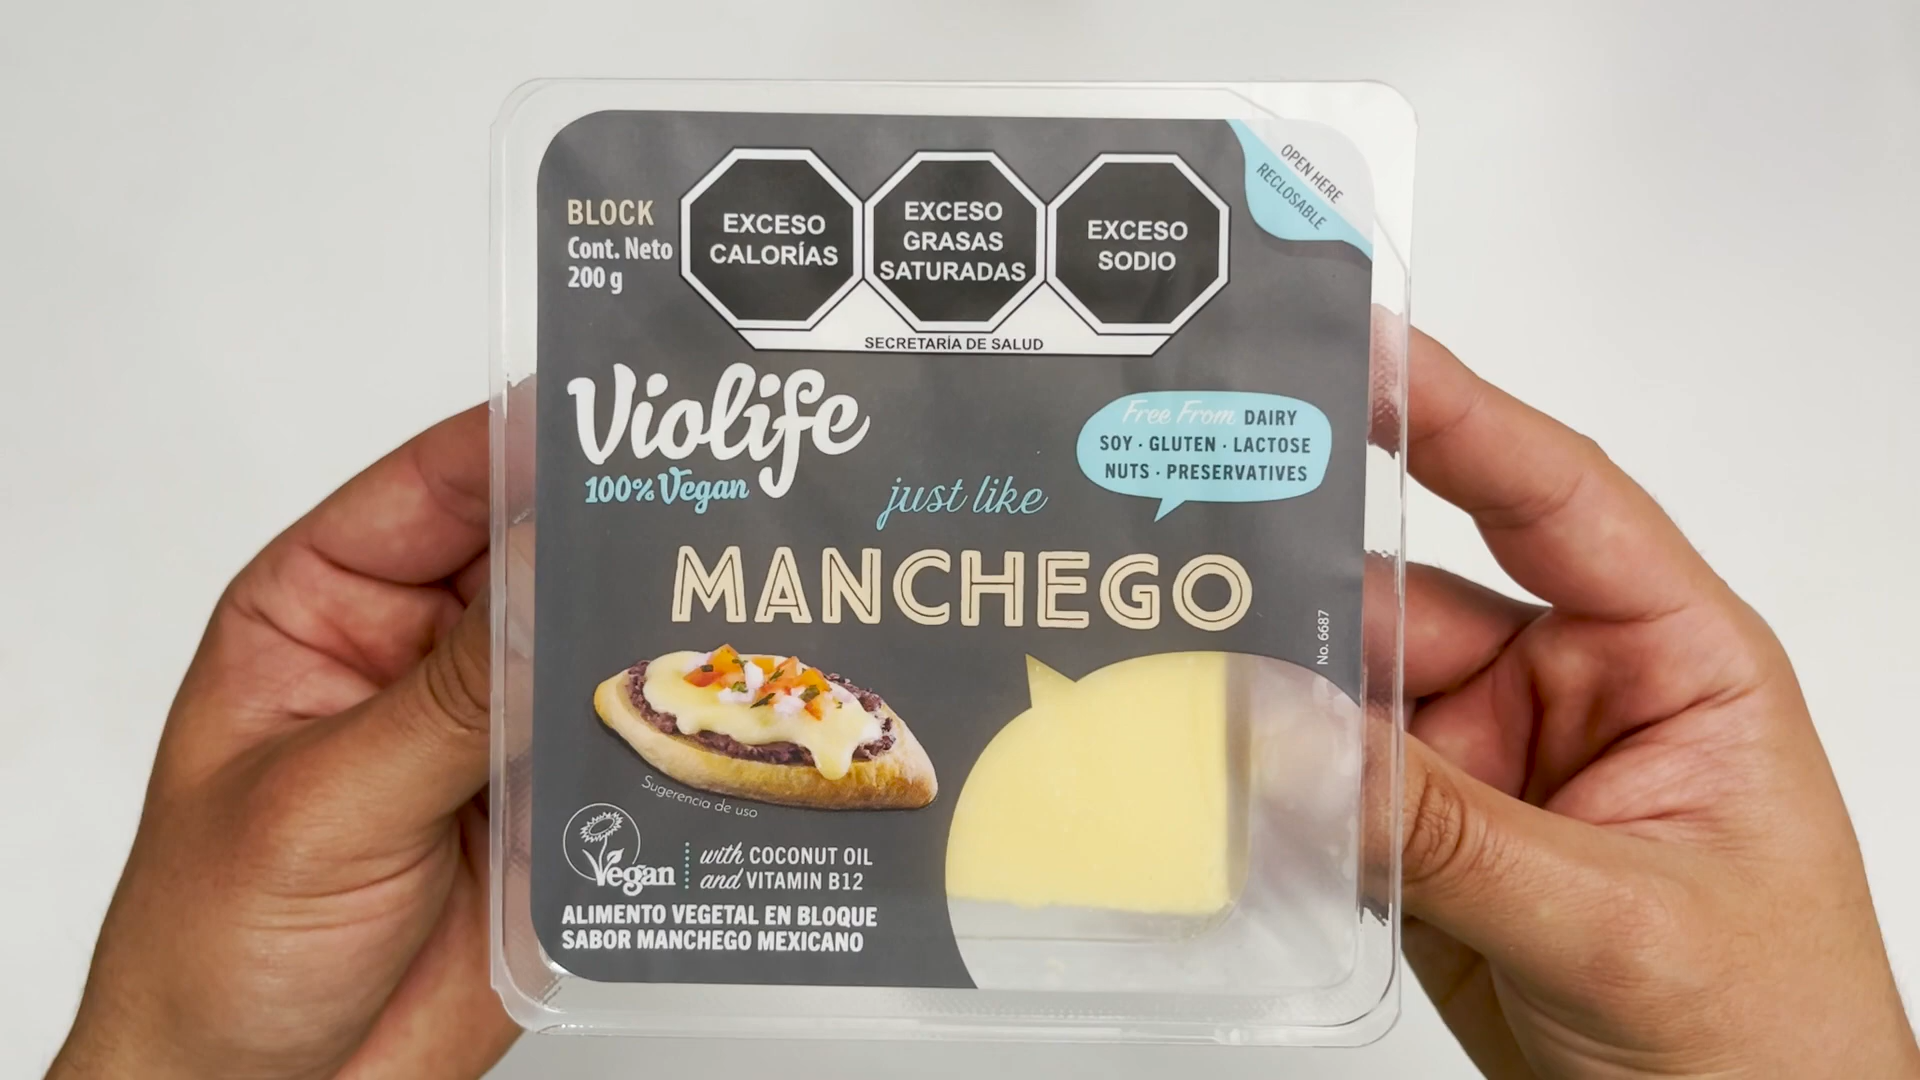 BLOCK
Cont. Neto
200 g
EXCESO
CALORÍAS
EXCESO
GRASAS
SATURADAS
EXCESO
SODIO
SECRETARÍA DE SALUD
OPEN HERE
RECLOSABLE
Violife
100% Vegan
Free From DAIRY
SOY · GLUTEN · LACTOSE
NUTS · PRESERVATIVES
just like
MANCHEGO
No. 6687
Sugerencia de uso
Vegan
with COCONUT OIL
and VITAMIN B12
ALIMENTO VEGETAL EN BLOQUE
SABOR MANCHEGO MEXICANO